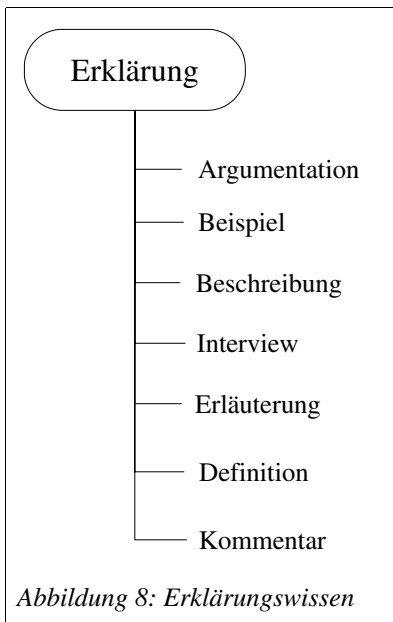 Erklärung
Argumentation
Beispiel
Beschreibung
Interview
Erläuterung
Definition
Kommentar
Abbildung 8: Erklärungswissen